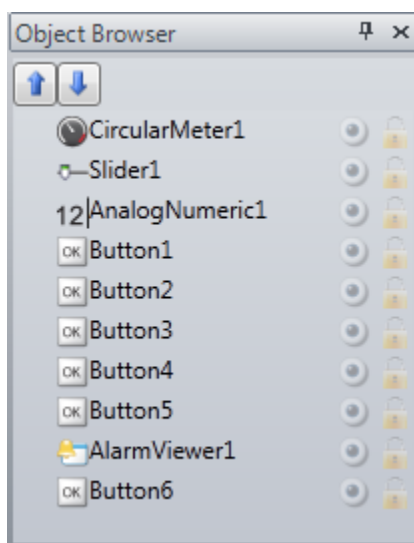 Object Browser
CircularMeter1
Slider1
12 AnalogNumeric1
OK Button1
OK Button2
OK Button3
OK Button4
OK Button5
AlarmViewer1
OK Button6